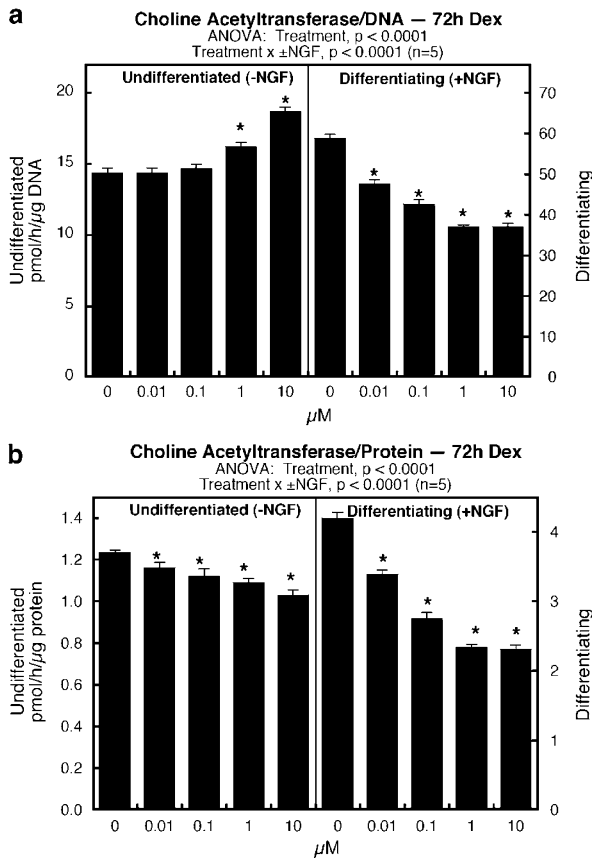 a
Choline Acetyltransferase/DNA — 72h Dex
ANOVA: Treatment, p < 0.0001
Treatment x ±NGF, p < 0.0001 (n=5)
Undifferentiated (-NGF)
Differentiating (+NGF)
Undifferentiated
pmol/h/µg DNA
20
15
10
5
0
* *
* * * *
70
60
50
40
30
20
10
0
Differentiating
0 0.01 0.1 1 10 0 0.01 0.1 1 10
µM
b
Choline Acetyltransferase/Protein — 72h Dex
ANOVA: Treatment, p < 0.0001
Treatment x ±NGF, p < 0.0001 (n=5)
Undifferentiated (-NGF)
Differentiating (+NGF)
Undifferentiated
pmol/h/µg protein
1.4
1.2
1.0
0.8
0.6
0.4
0.2
0.0
* * * *
* * * *
4
3
2
1
0
Differentiating
0 0.01 0.1 1 10 0 0.01 0.1 1 10
µM